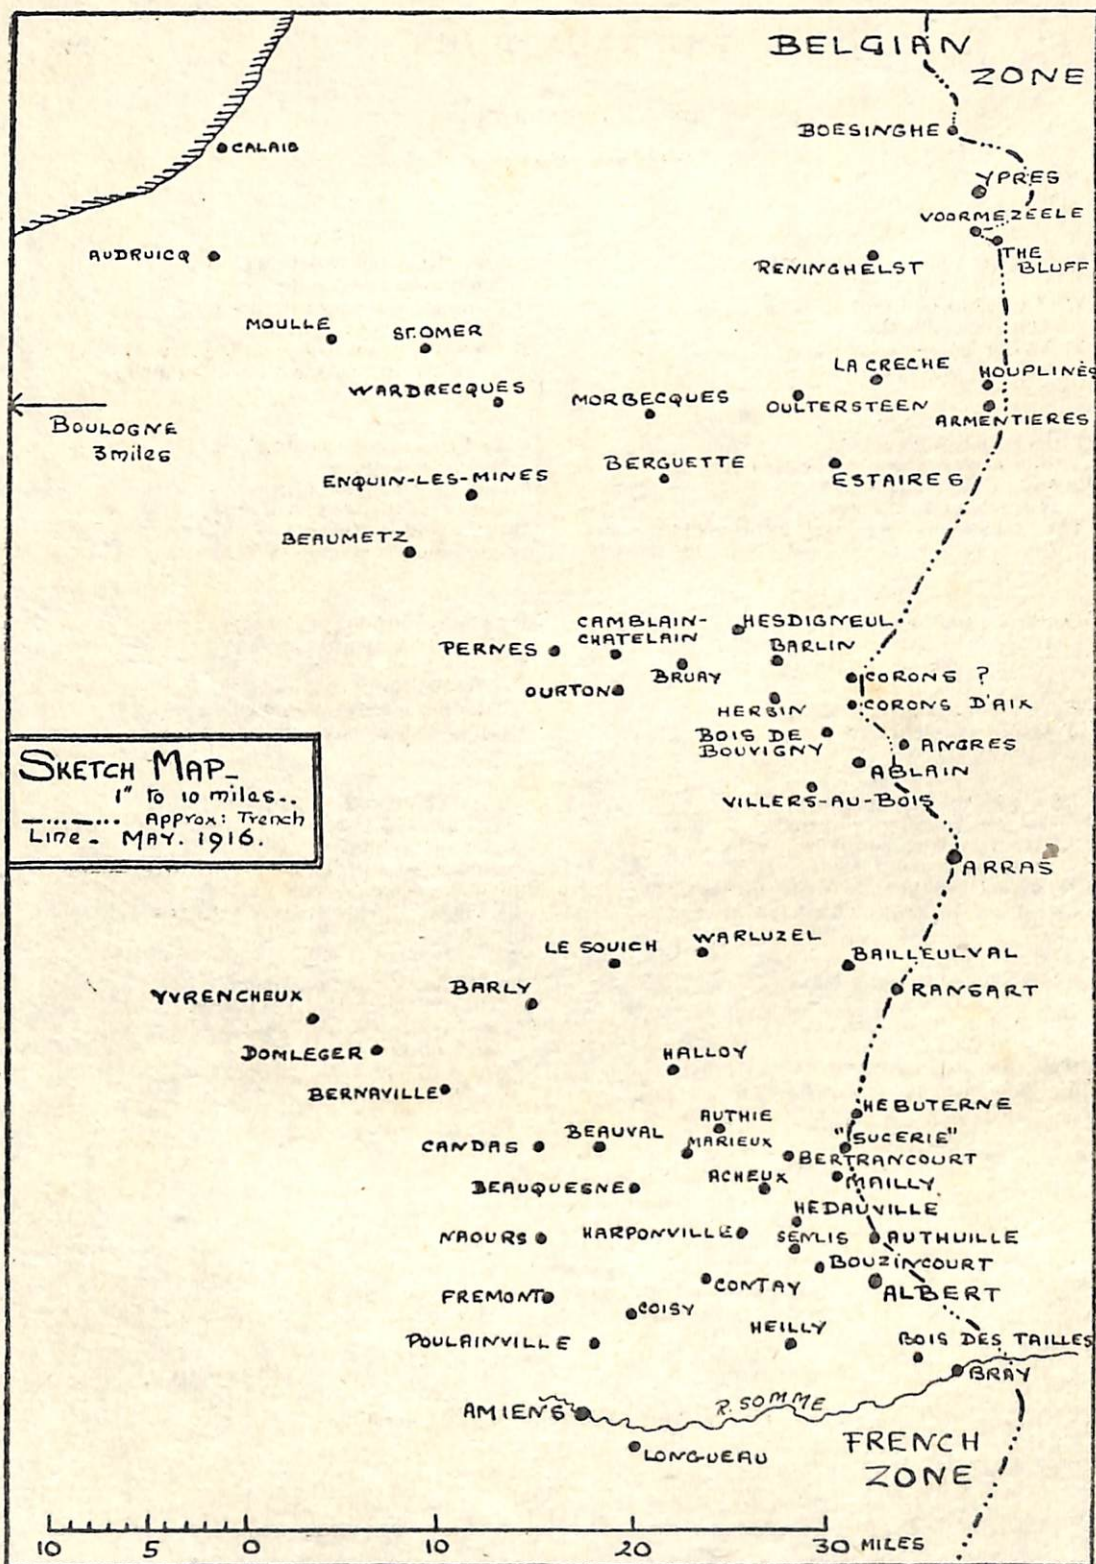 BELGIAN
ZONE
BOESINGHE
CALAIS
YPRES
VOORMEZEELE
AUDRUICQ
RENINGHELST
THE
BLUFF
MOULLE
ST. OMER
LA CRECHE
HOUPLINES
WARDRECQUES
MORBECQUES
OULTERSTEEN
ARMENTIERES
BOULOGNE
3 miles
BERGUETTE
ENQUIN-LES-MINES
ESTAIRES
BEAUMETZ
CAMBLAIN-
CHATELAIN
HESDIGNEUL
PERNES
BARLIN
BRUAY
CORONS ?
OURTON
HERSIN
CORONS D'AIX
BOIS DE
BOUVIGNY
ANGRES
ABLAIN
VILLERS-AU-BOIS
SKETCH MAP_
1" to 10 miles..
Approx: Trench
Line - MAY. 1916.
ARRAS
LE SOUICH
WARLUZEL
BAILLEULVAL
YVRENCHEUX
BARLY
RANSART
DOMLEGER
HALLOY
BERNAVILLE
HEBUTERNE
AUTHIE
CANDAS
BEAUVAL
MARIEUX
"SUCERIE"
BERTRANCOURT
BEAUQUESNE
ACHEUX
MAILLY
HEDAUVILLE
NAOURS
HARPONVILLE
SENLIS
AUTHUILLE
BOUZINCOURT
CONTAY
ALBERT
FREMONT
COISY
POULAINVILLE
HEILLY
BOIS DES TAILLES
BRAY
AMIENS
R. SOMME
LONGUEAU
FRENCH
ZONE
10 5 0 10 20 30 MILES